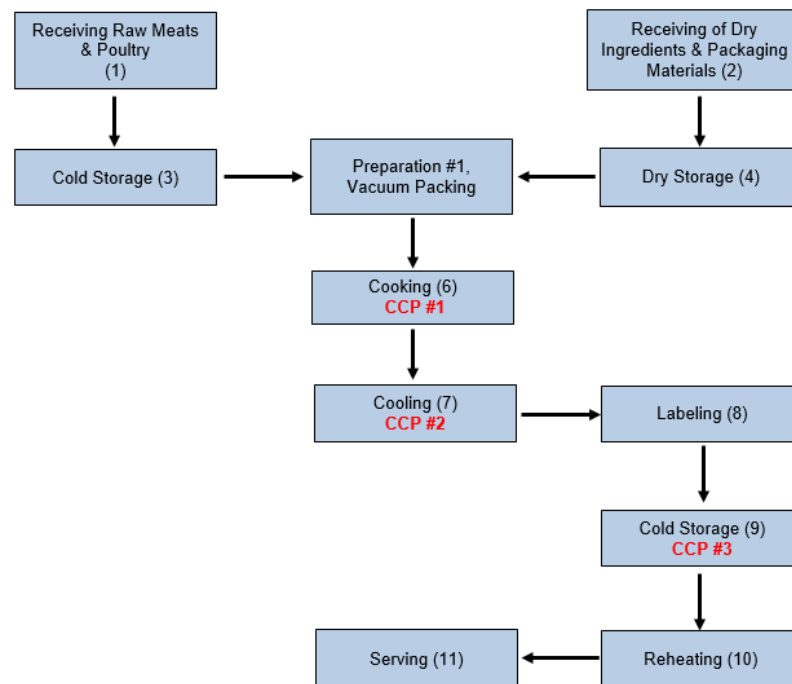 Receiving Raw Meats
& Poultry
(1)
Receiving of Dry
Ingredients & Packaging
Materials (2)
Cold Storage (3)
Preparation #1,
Vacuum Packing
Dry Storage (4)
Cooking (6)
CCP #1
Cooling (7)
CCP #2
Labeling (8)
Cold Storage (9)
CCP #3
Serving (11)
Reheating (10)